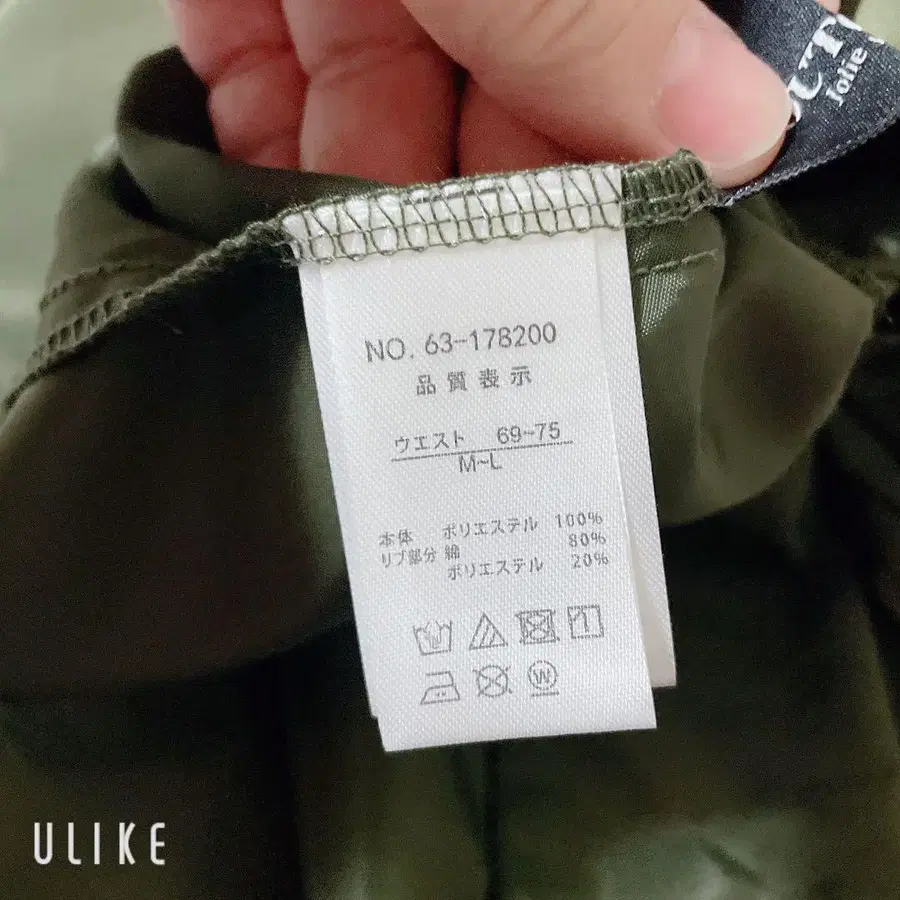 Jolie
NO. 63-178200
品質表示
ウエスト 69~75
M~L
本体 ポリエステル 100%
リブ部分 綿 80%
ポリエステル 20%
W
ULIKE